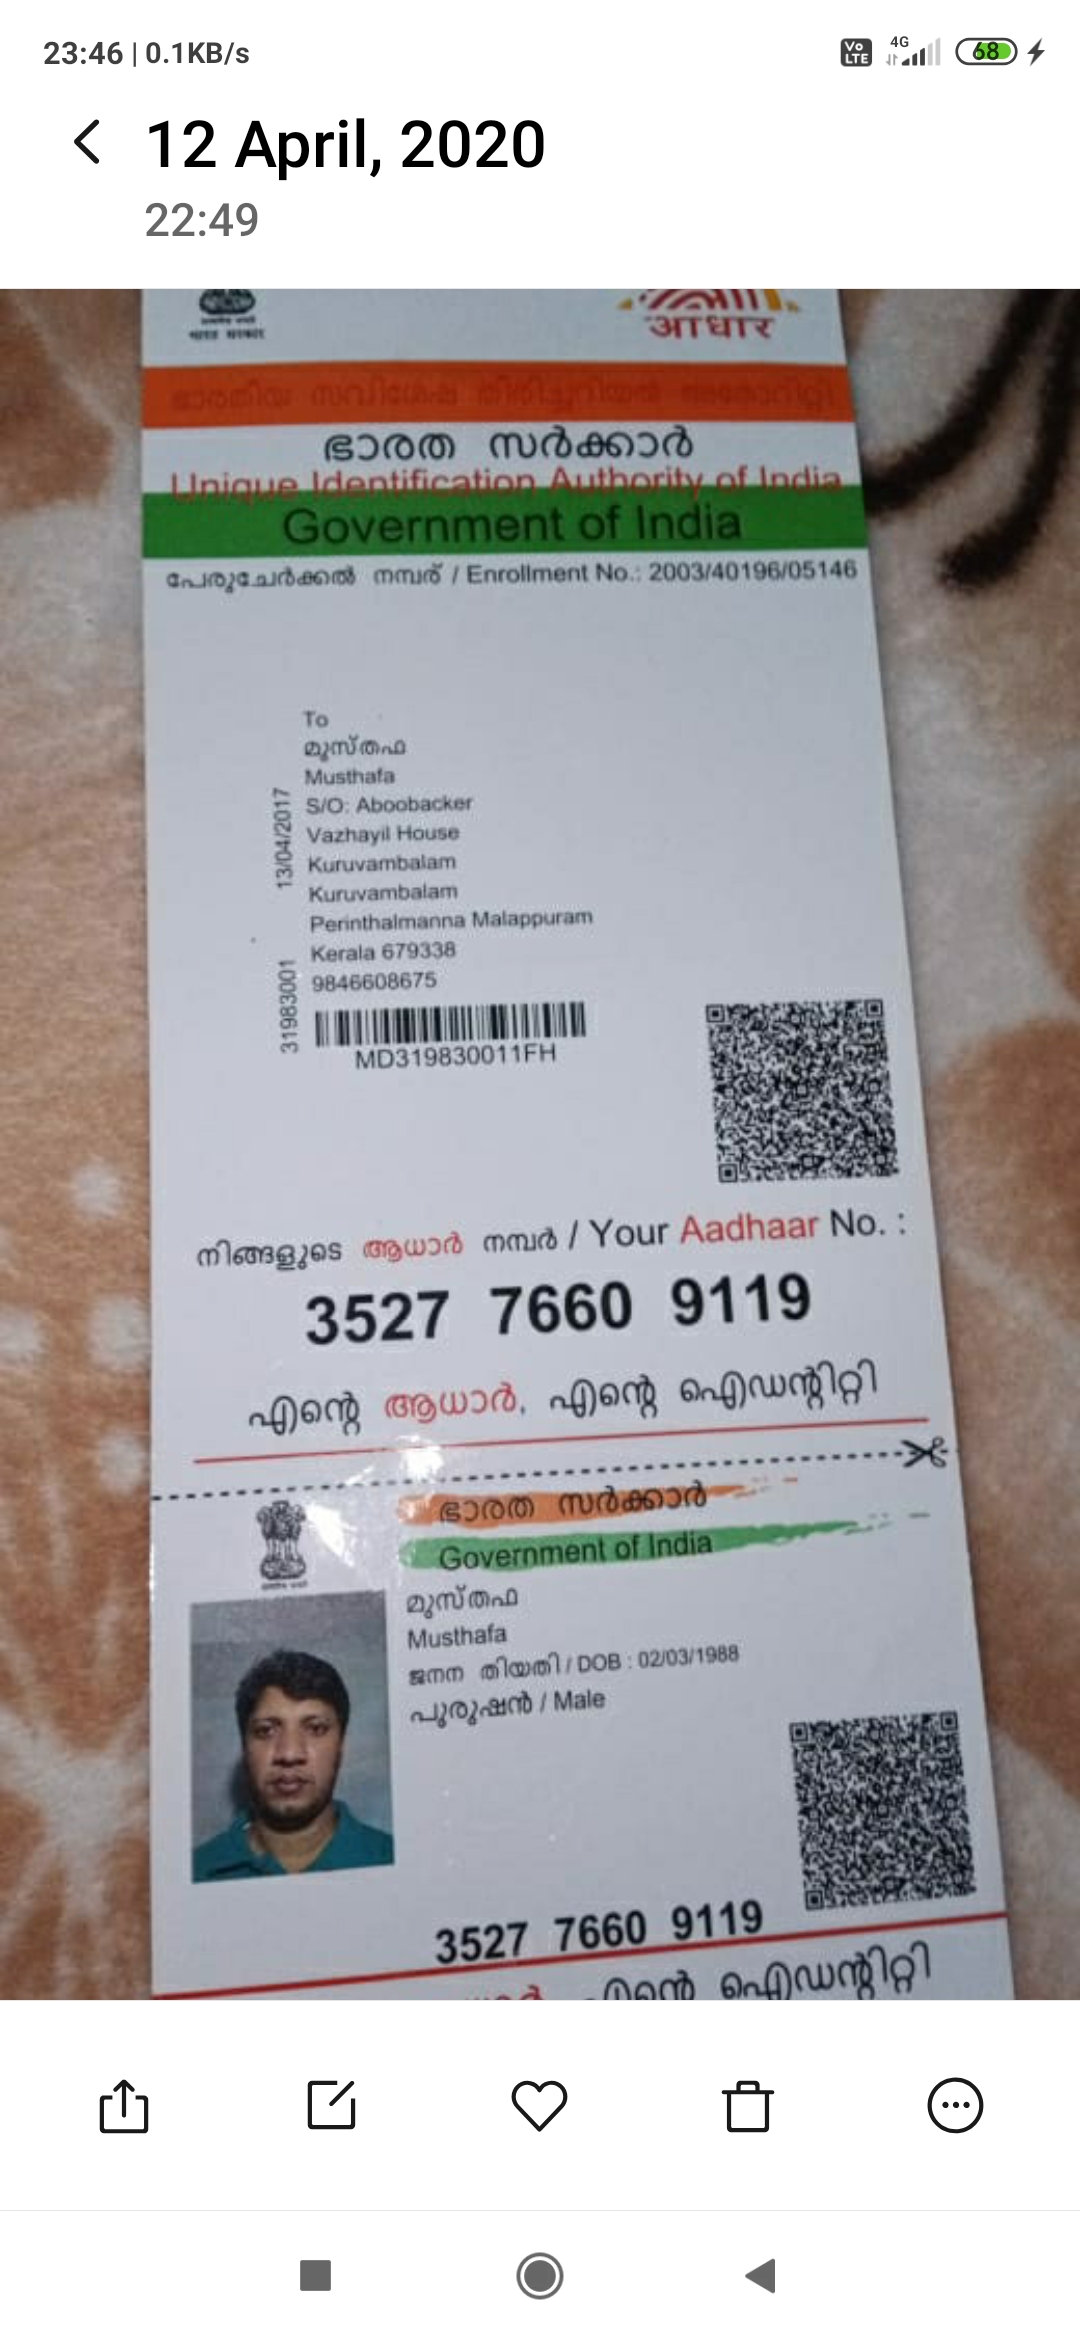 23:46 | 0.1KB/s
Vo LTE 4G 68
12 April, 2020
22:49
आधार
ഭാരത സർക്കാർ
Unique Identification Authority of India
Government of India
പേരുചേർക്കൽ നമ്പര് / Enrollment No.: 2003/40196/05146
To
മുസ്തഫ
Musthafa
S/O: Aboobacker
Vazhayil House
Kuruvambalam
Kuruvambalam
Perinthalmanna Malappuram
Kerala 679338
9846608675
13/04/2017
31983001
MD319830011FH
നിങ്ങളുടെ ആധാർ നമ്പർ / Your Aadhaar No. :
3527 7660 9119
എന്റെ ആധാർ, എന്റെ ഐഡന്റിറ്റി
ഭാരത സർക്കാർ
Government of India
മുസ്തഫ
Musthafa
ജനന തിയതി / DOB : 02/03/1988
പുരുഷൻ / Male
3527 7660 9119
എന്റെ ഐഡന്റിറ്റി